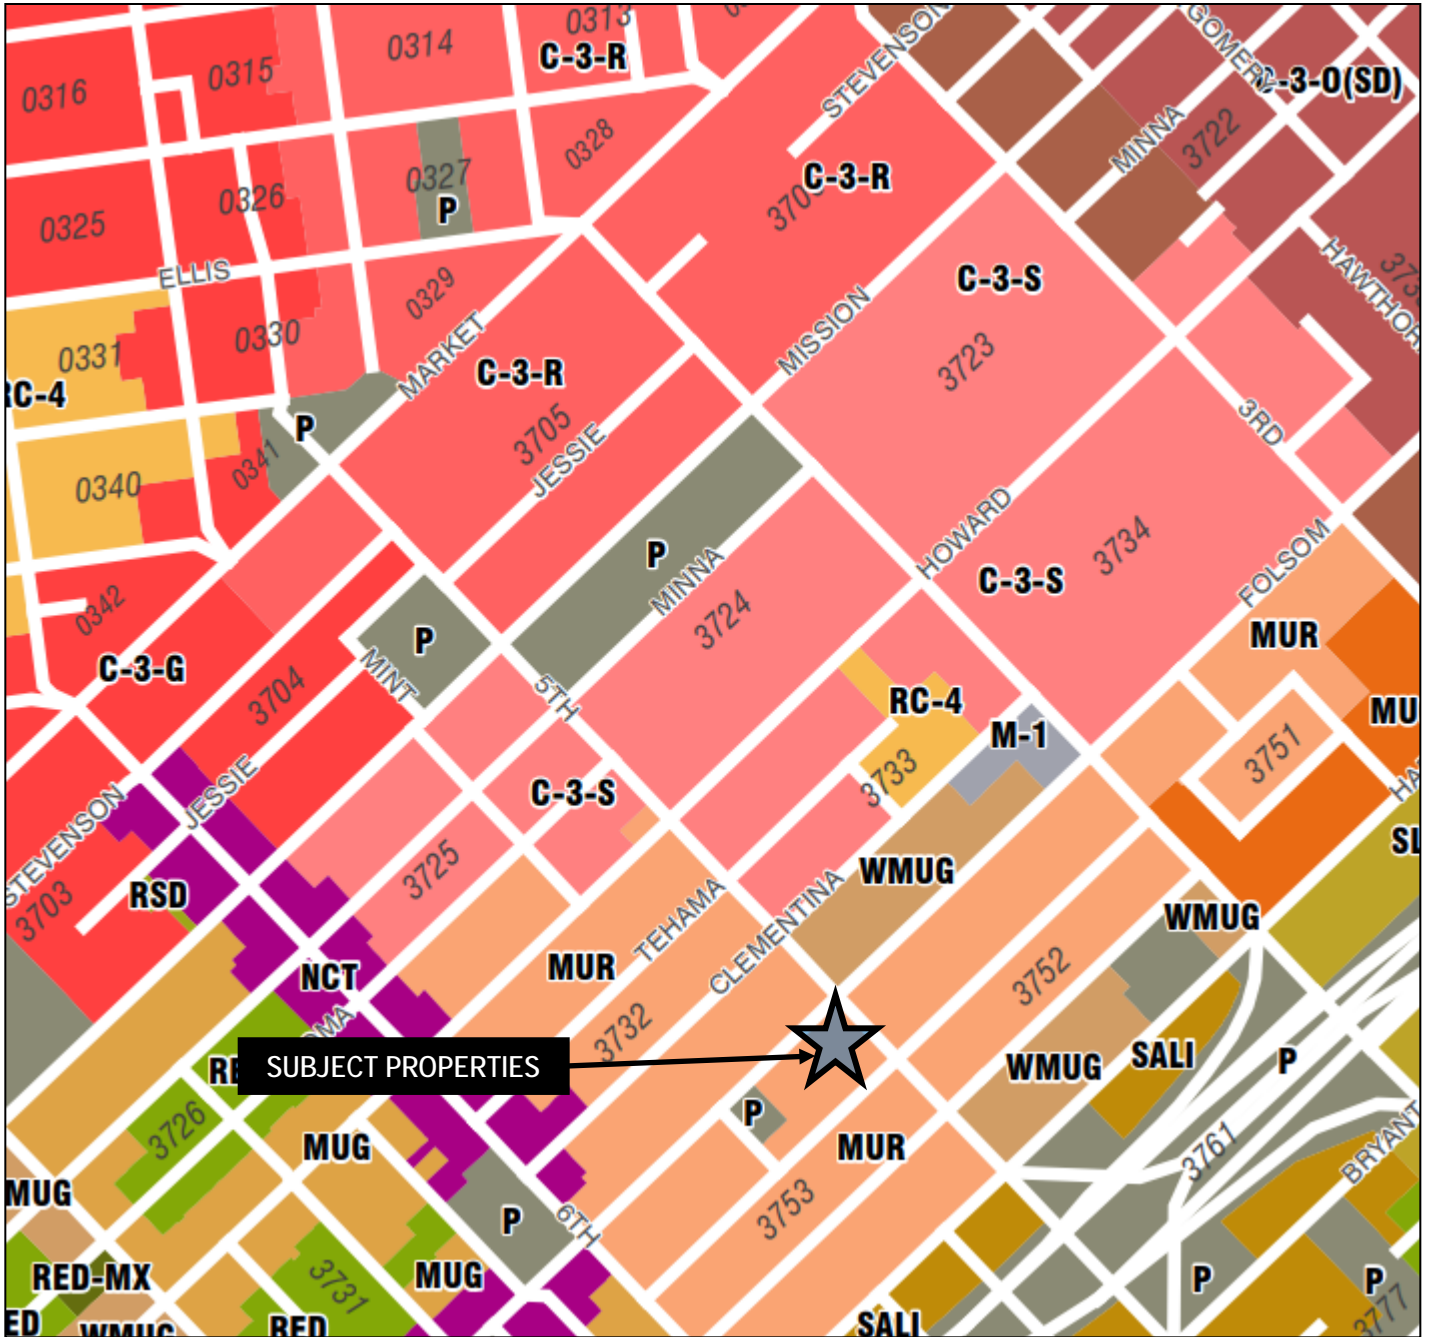 0313
0314
C-3-R
STEVENSON
0315
0316
C-3-O(SD)
MINNA
3722
0328
0327
P
C-3-R
0326
0325
ELLIS
C-3-S
0329
MISSION
0330
0331
MARKET
C-3-R
3723
RC-4
P
3705
JESSIE
3RD
0341
0340
HOWARD
3734
C-3-S
FOLSOM
P
MINNA
3724
0342
P
MUR
C-3-G
MINT
3704
5TH
RC-4
M-1
3751
3733
C-3-S
JESSIE
STEVENSON
3725
WMUG
RSD
3703
TEHAMA
CLEMENTINA
WMUG
NCT
MUR
3752
3732
SUBJECT PROPERTIES
WMUG
SALI
P
P
3726
MUG
MUR
3761
BRYANT
MUG
3753
P
6TH
RED-MX
MUG
3731
P
P
3777
WMUG
RED
SALI